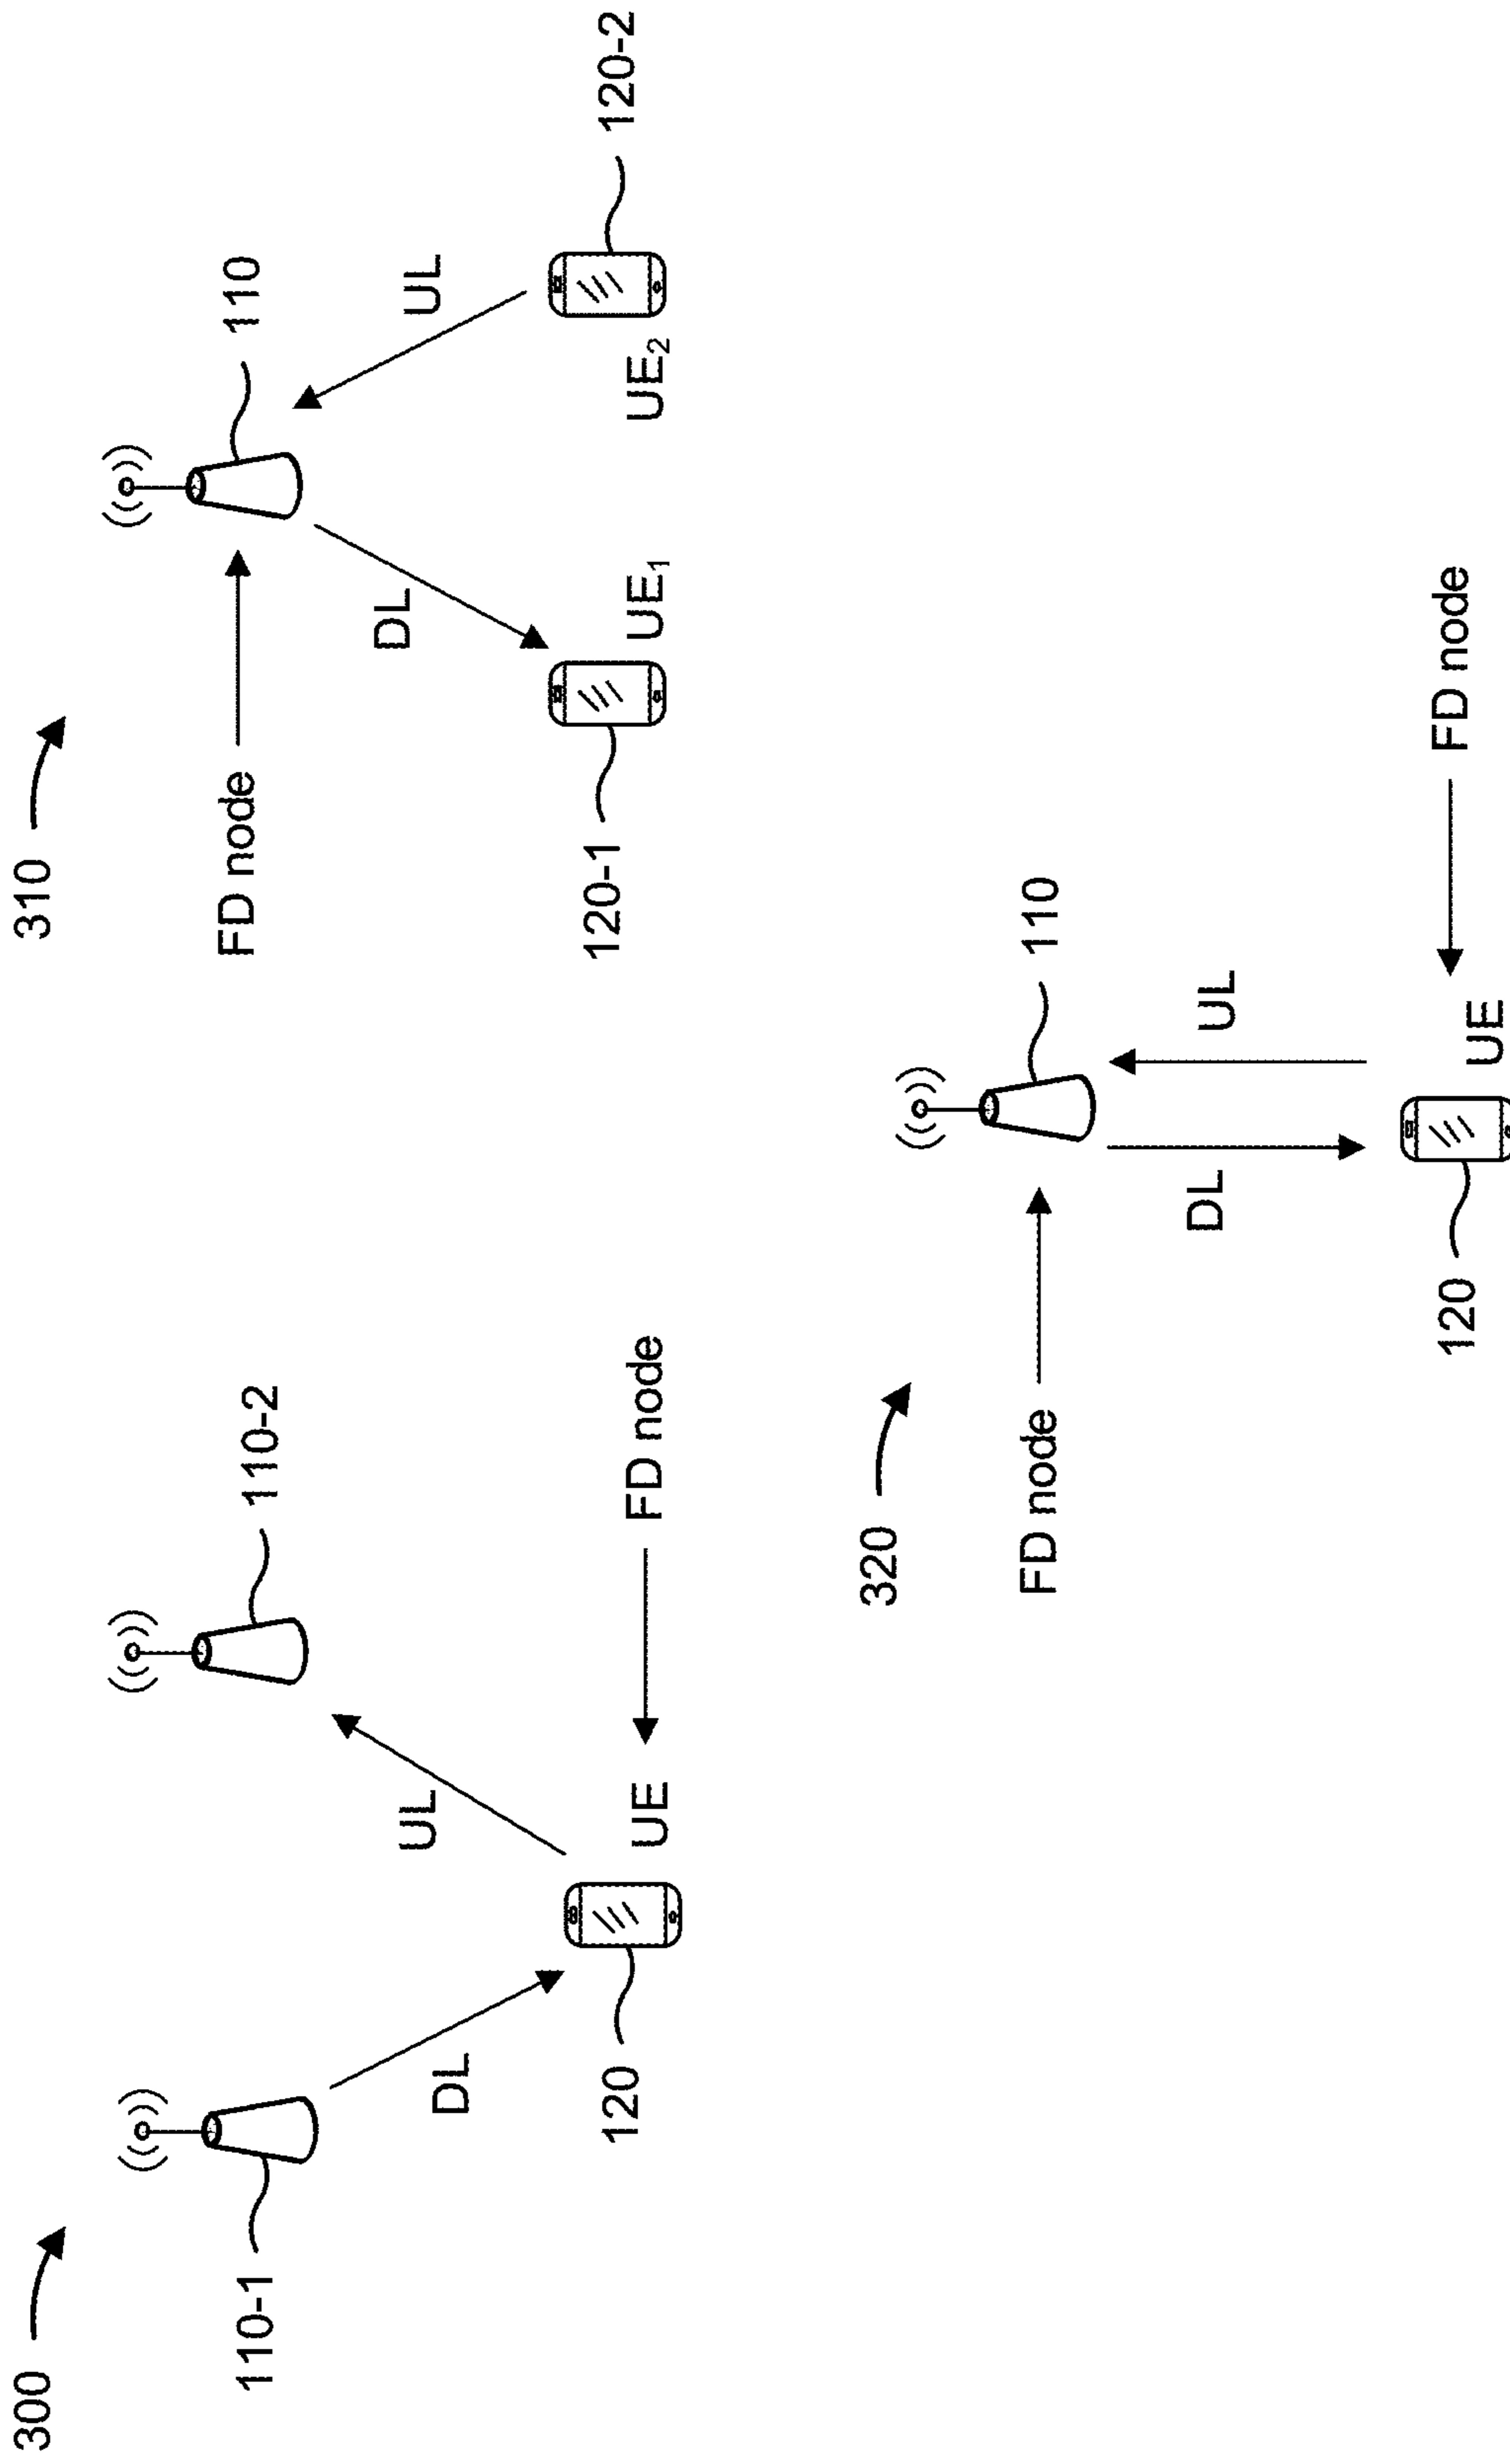 300
110-1
DL
120
UL
UE
110-2
FD node
310
FD node
110
DL
UL
120-1
UE1
UE2
120-2
320
FD node
110
DL
UL
120
UE
FD node